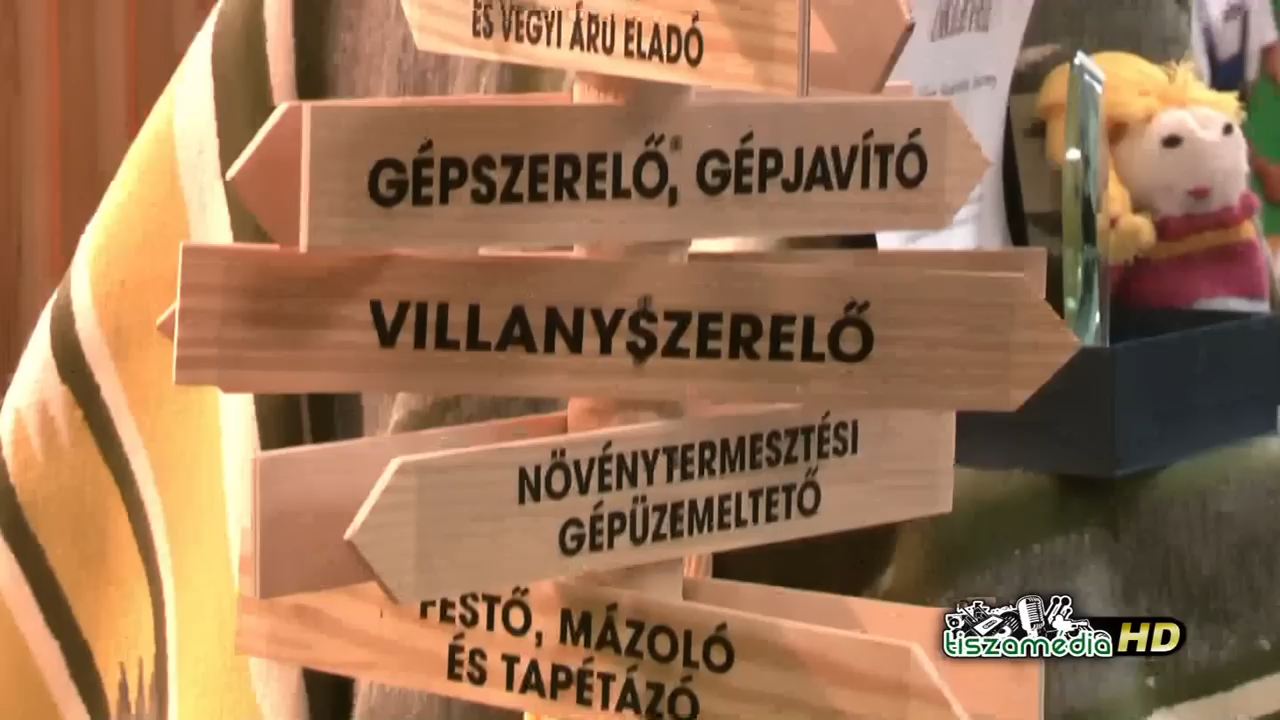 ÉS VEGYI ÁRU ELADÓ
GÉPSZERELŐ, GÉPJAVÍTÓ
VILLANYSZERELŐ
NÖVÉNYTERMESZTÉSI
GÉPÜZEMELTETŐ
FESTŐ, MÁZOLÓ
ÉS TAPÉTÁZÓ
tiszamedia HD